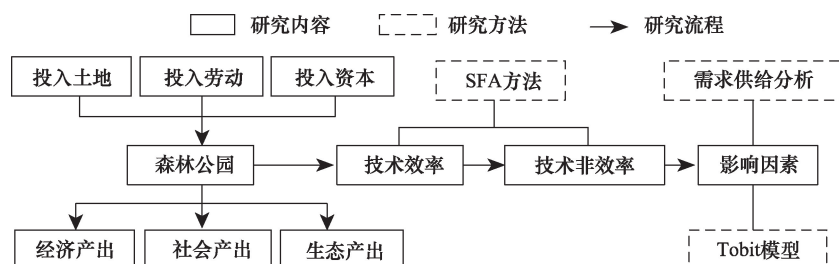 研究内容 研究方法 研究流程
投入土地 投入劳动 投入资本 SFA方法 需求供给分析
森林公园 技术效率 技术非效率 影响因素
经济产出 社会产出 生态产出 Tobit模型